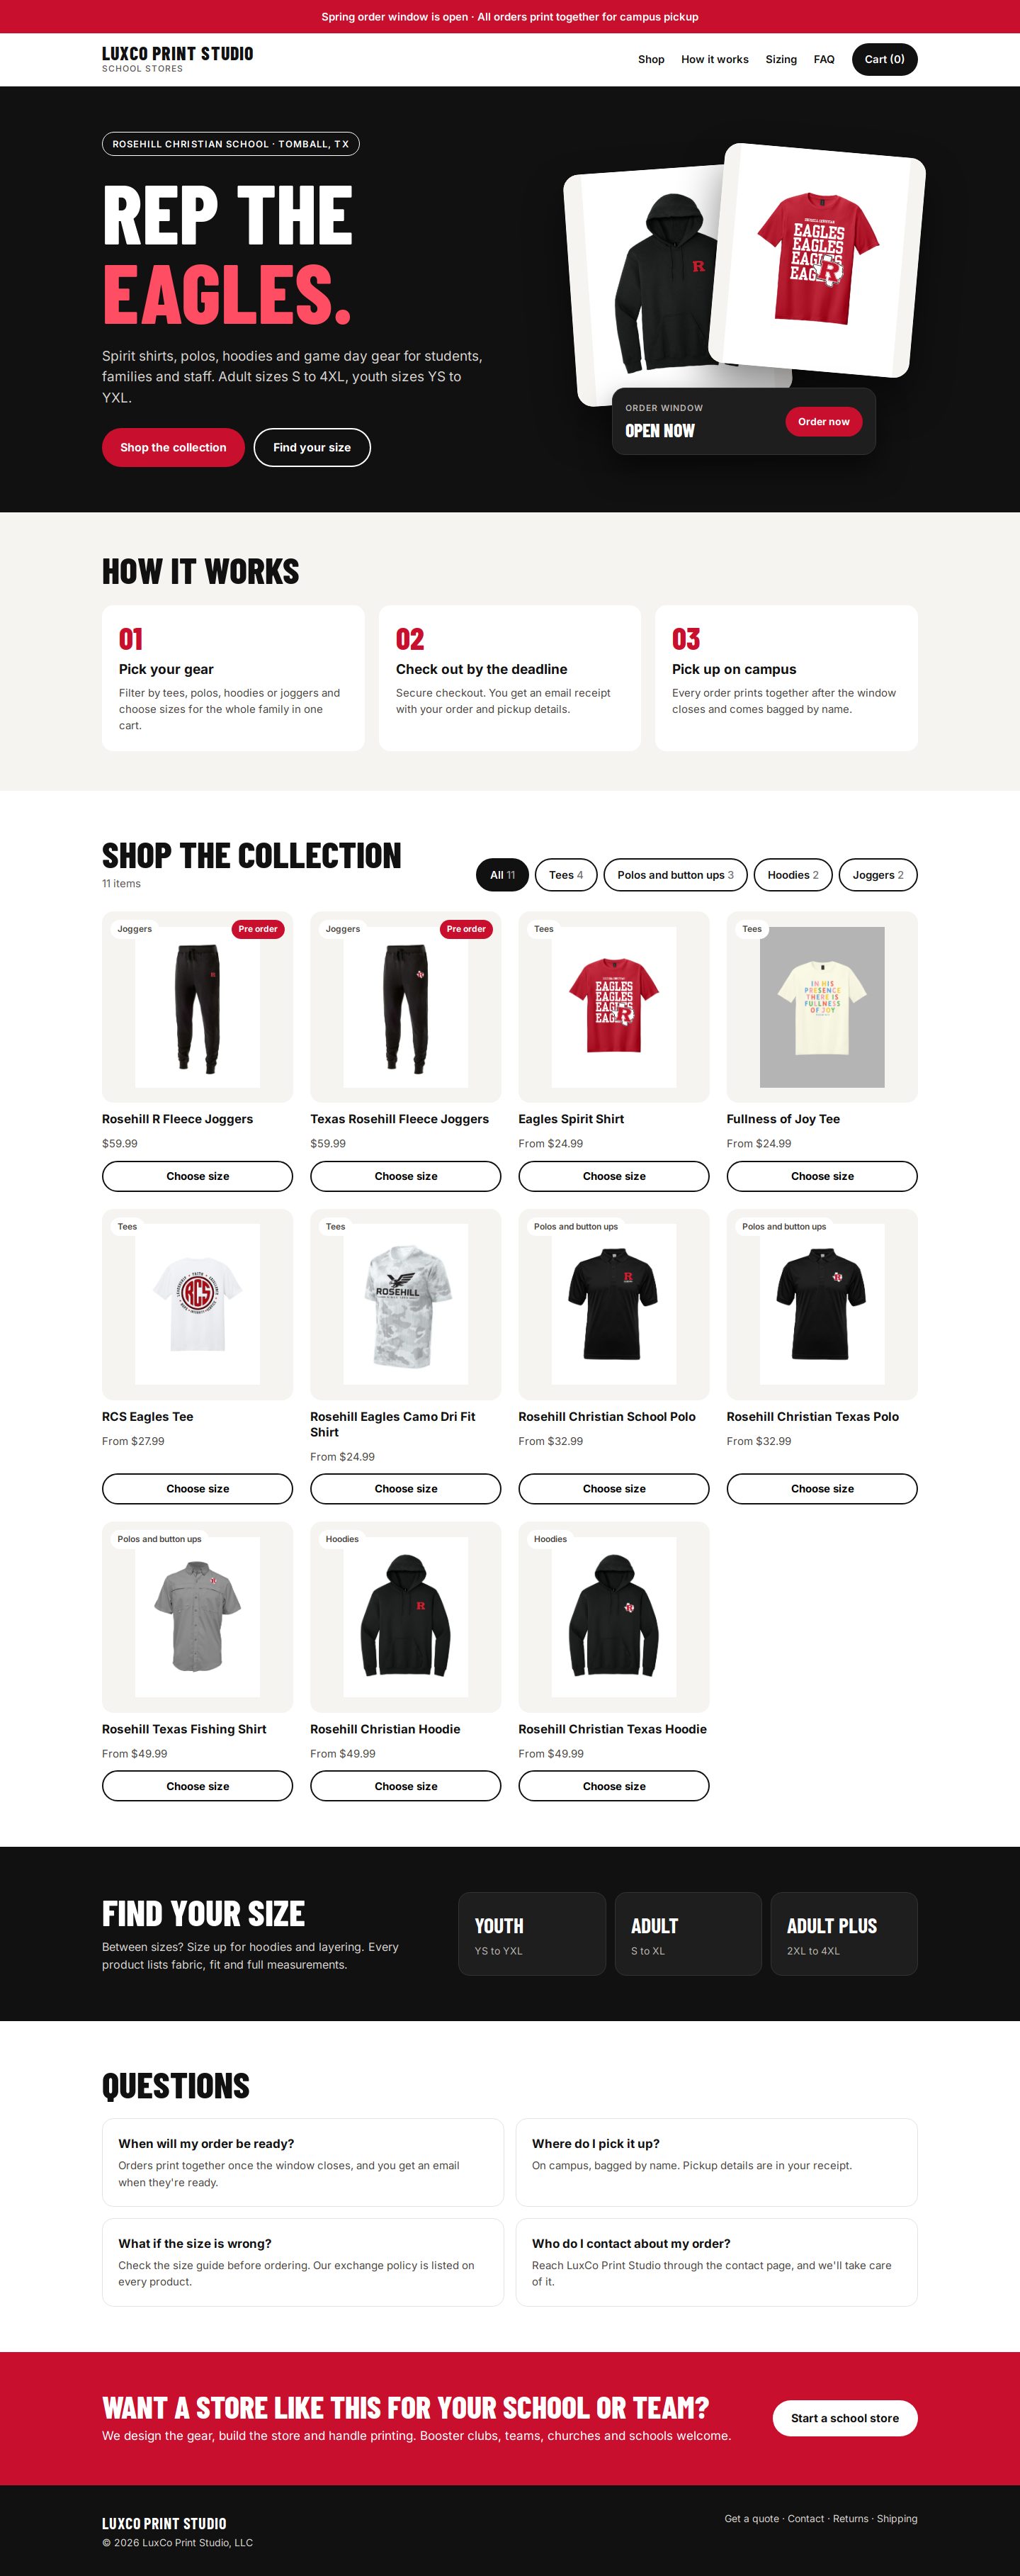 Spring order window is open · All orders print together for campus pickup
LUXCO PRINT STUDIO
SCHOOL STORES
Shop
How it works
Sizing
FAQ
Cart (0)
ROSEHILL CHRISTIAN SCHOOL · TOMBALL, TX
REP THE
EAGLES.
Spirit shirts, polos, hoodies and game day gear for students,
families and staff. Adult sizes S to 4XL, youth sizes YS to
YXL.
Shop the collection
Find your size
R
EAGLES
EAGLES
EAGLES
EAG
R
ORDER WINDOW
OPEN NOW
Order now
HOW IT WORKS
01
Pick your gear
Filter by tees, polos, hoodies or joggers and
choose sizes for the whole family in one
cart.
02
Check out by the deadline
Secure checkout. You get an email receipt
with your order and pickup details.
03
Pick up on campus
Every order prints together after the window
closes and comes bagged by name.
SHOP THE COLLECTION
11 items
All 11
Tees 4
Polos and button ups 3
Hoodies 2
Joggers 2
Joggers
Pre order
Rosehill R Fleece Joggers
$59.99
Choose size
Joggers
Pre order
Texas Rosehill Fleece Joggers
$59.99
Choose size
Tees
EAGLES
EAGLES
EAGLES
EAG
R
Eagles Spirit Shirt
From $24.99
Choose size
Tees
IN HIS
PRESENCE
THERE IS
FULLNESS
OF JOY
Fullness of Joy Tee
From $24.99
Choose size
Tees
RCS
RCS Eagles Tee
From $27.99
Choose size
Tees
ROSEHILL
Rosehill Eagles Camo Dri Fit
Shirt
From $24.99
Choose size
Polos and button ups
R
Rosehill Christian School Polo
From $32.99
Choose size
Polos and button ups
Rosehill Christian Texas Polo
From $32.99
Choose size
Polos and button ups
Rosehill Texas Fishing Shirt
From $49.99
Choose size
Hoodies
R
Rosehill Christian Hoodie
From $49.99
Choose size
Hoodies
Rosehill Christian Texas Hoodie
From $49.99
Choose size
FIND YOUR SIZE
Between sizes? Size up for hoodies and layering. Every
product lists fabric, fit and full measurements.
YOUTH
YS to YXL
ADULT
S to XL
ADULT PLUS
2XL to 4XL
QUESTIONS
When will my order be ready?
Orders print together once the window closes, and you get an email
when they're ready.
Where do I pick it up?
On campus, bagged by name. Pickup details are in your receipt.
What if the size is wrong?
Check the size guide before ordering. Our exchange policy is listed on
every product.
Who do I contact about my order?
Reach LuxCo Print Studio through the contact page, and we'll take care
of it.
WANT A STORE LIKE THIS FOR YOUR SCHOOL OR TEAM?
We design the gear, build the store and handle printing. Booster clubs, teams, churches and schools welcome.
Start a school store
LUXCO PRINT STUDIO
© 2026 LuxCo Print Studio, LLC
Get a quote · Contact · Returns · Shipping